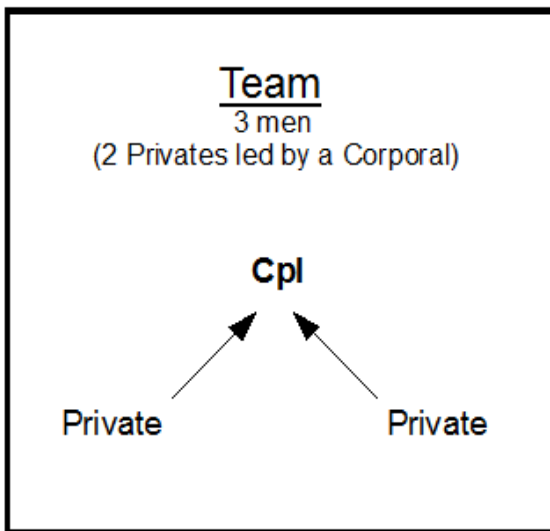 Team
3 men
(2 Privates led by a Corporal)
Cpl
Private Private